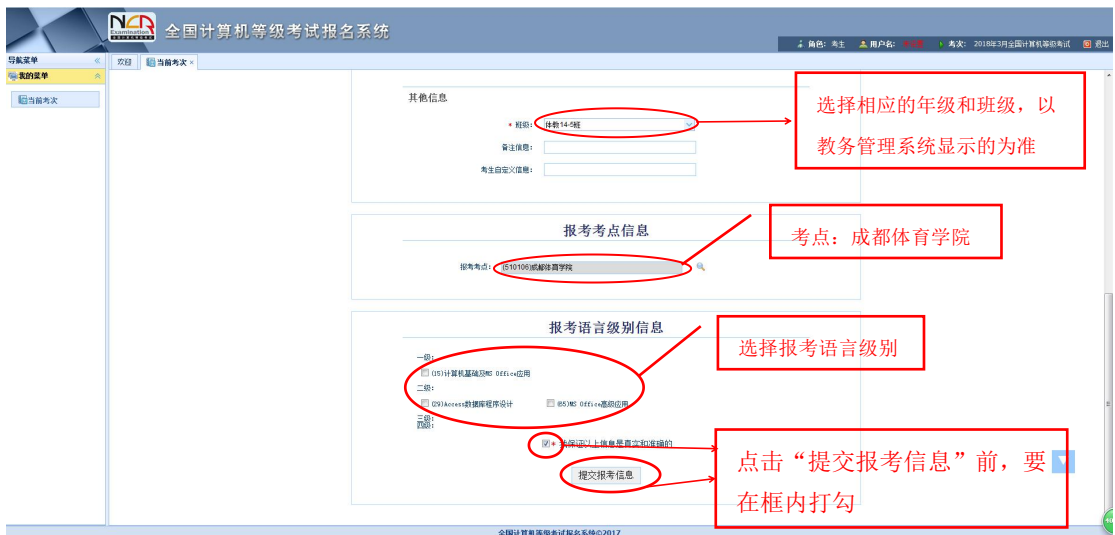 NCR
Examination
全国计算机等级考试报名系统
角色：考生 用户名： 考次：2018年3月全国计算机等级考试 退出
导航菜单
欢迎 当前考次
我的菜单
当前考次
其他信息
* 班级： 体教14-5班
备注信息：
考生自定义信息：
选择相应的年级和班级，以
教务管理系统显示的为准
报考考点信息
报考考点： (510106)成都体育学院
考点：成都体育学院
报考语言级别信息
选择报考语言级别
一级：
(15)计算机基础及MS Office应用
二级：
(29)Access数据库程序设计 (65)MS Office高级应用
三级：
四级：
* 我保证以上信息是真实和准确的
提交报考信息
点击“提交报考信息”前，要
在框内打勾
全国计算机等级考试报名系统©2017